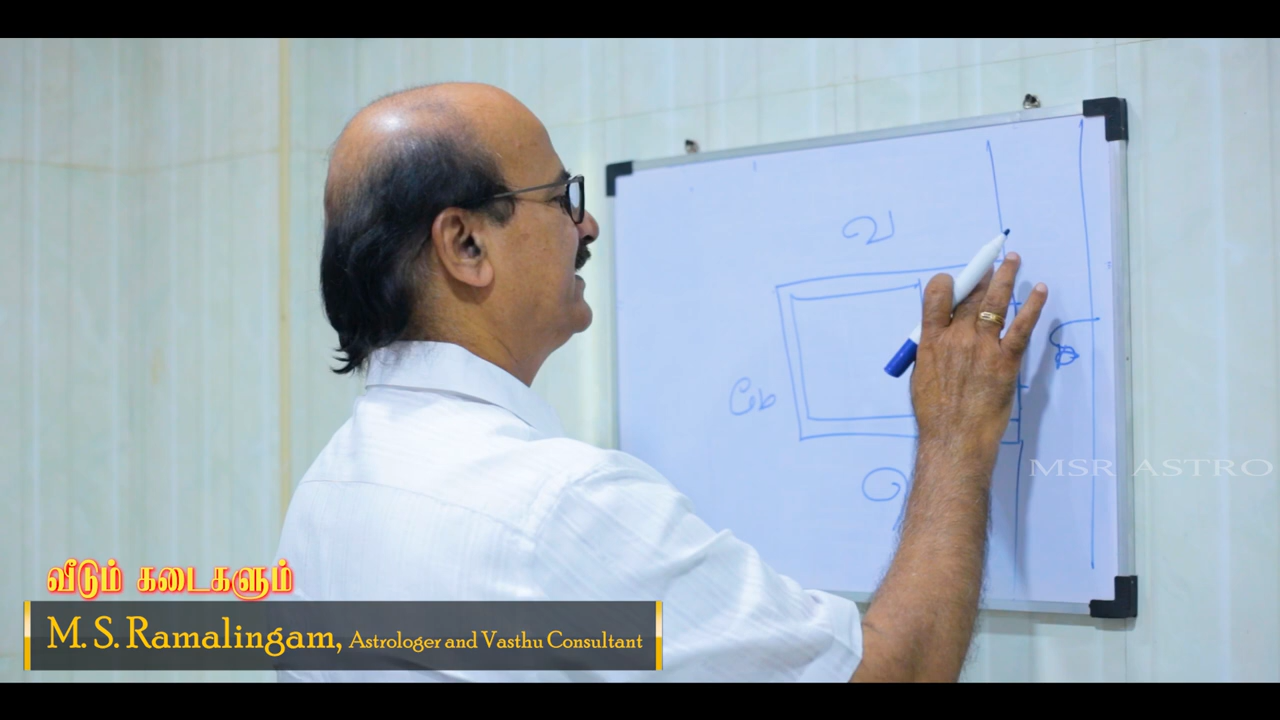 வ
மே
கி
MSR ASTRO
வீடும் கடைகளும்
M. S. Ramalingam, Astrologer and Vasthu Consultant